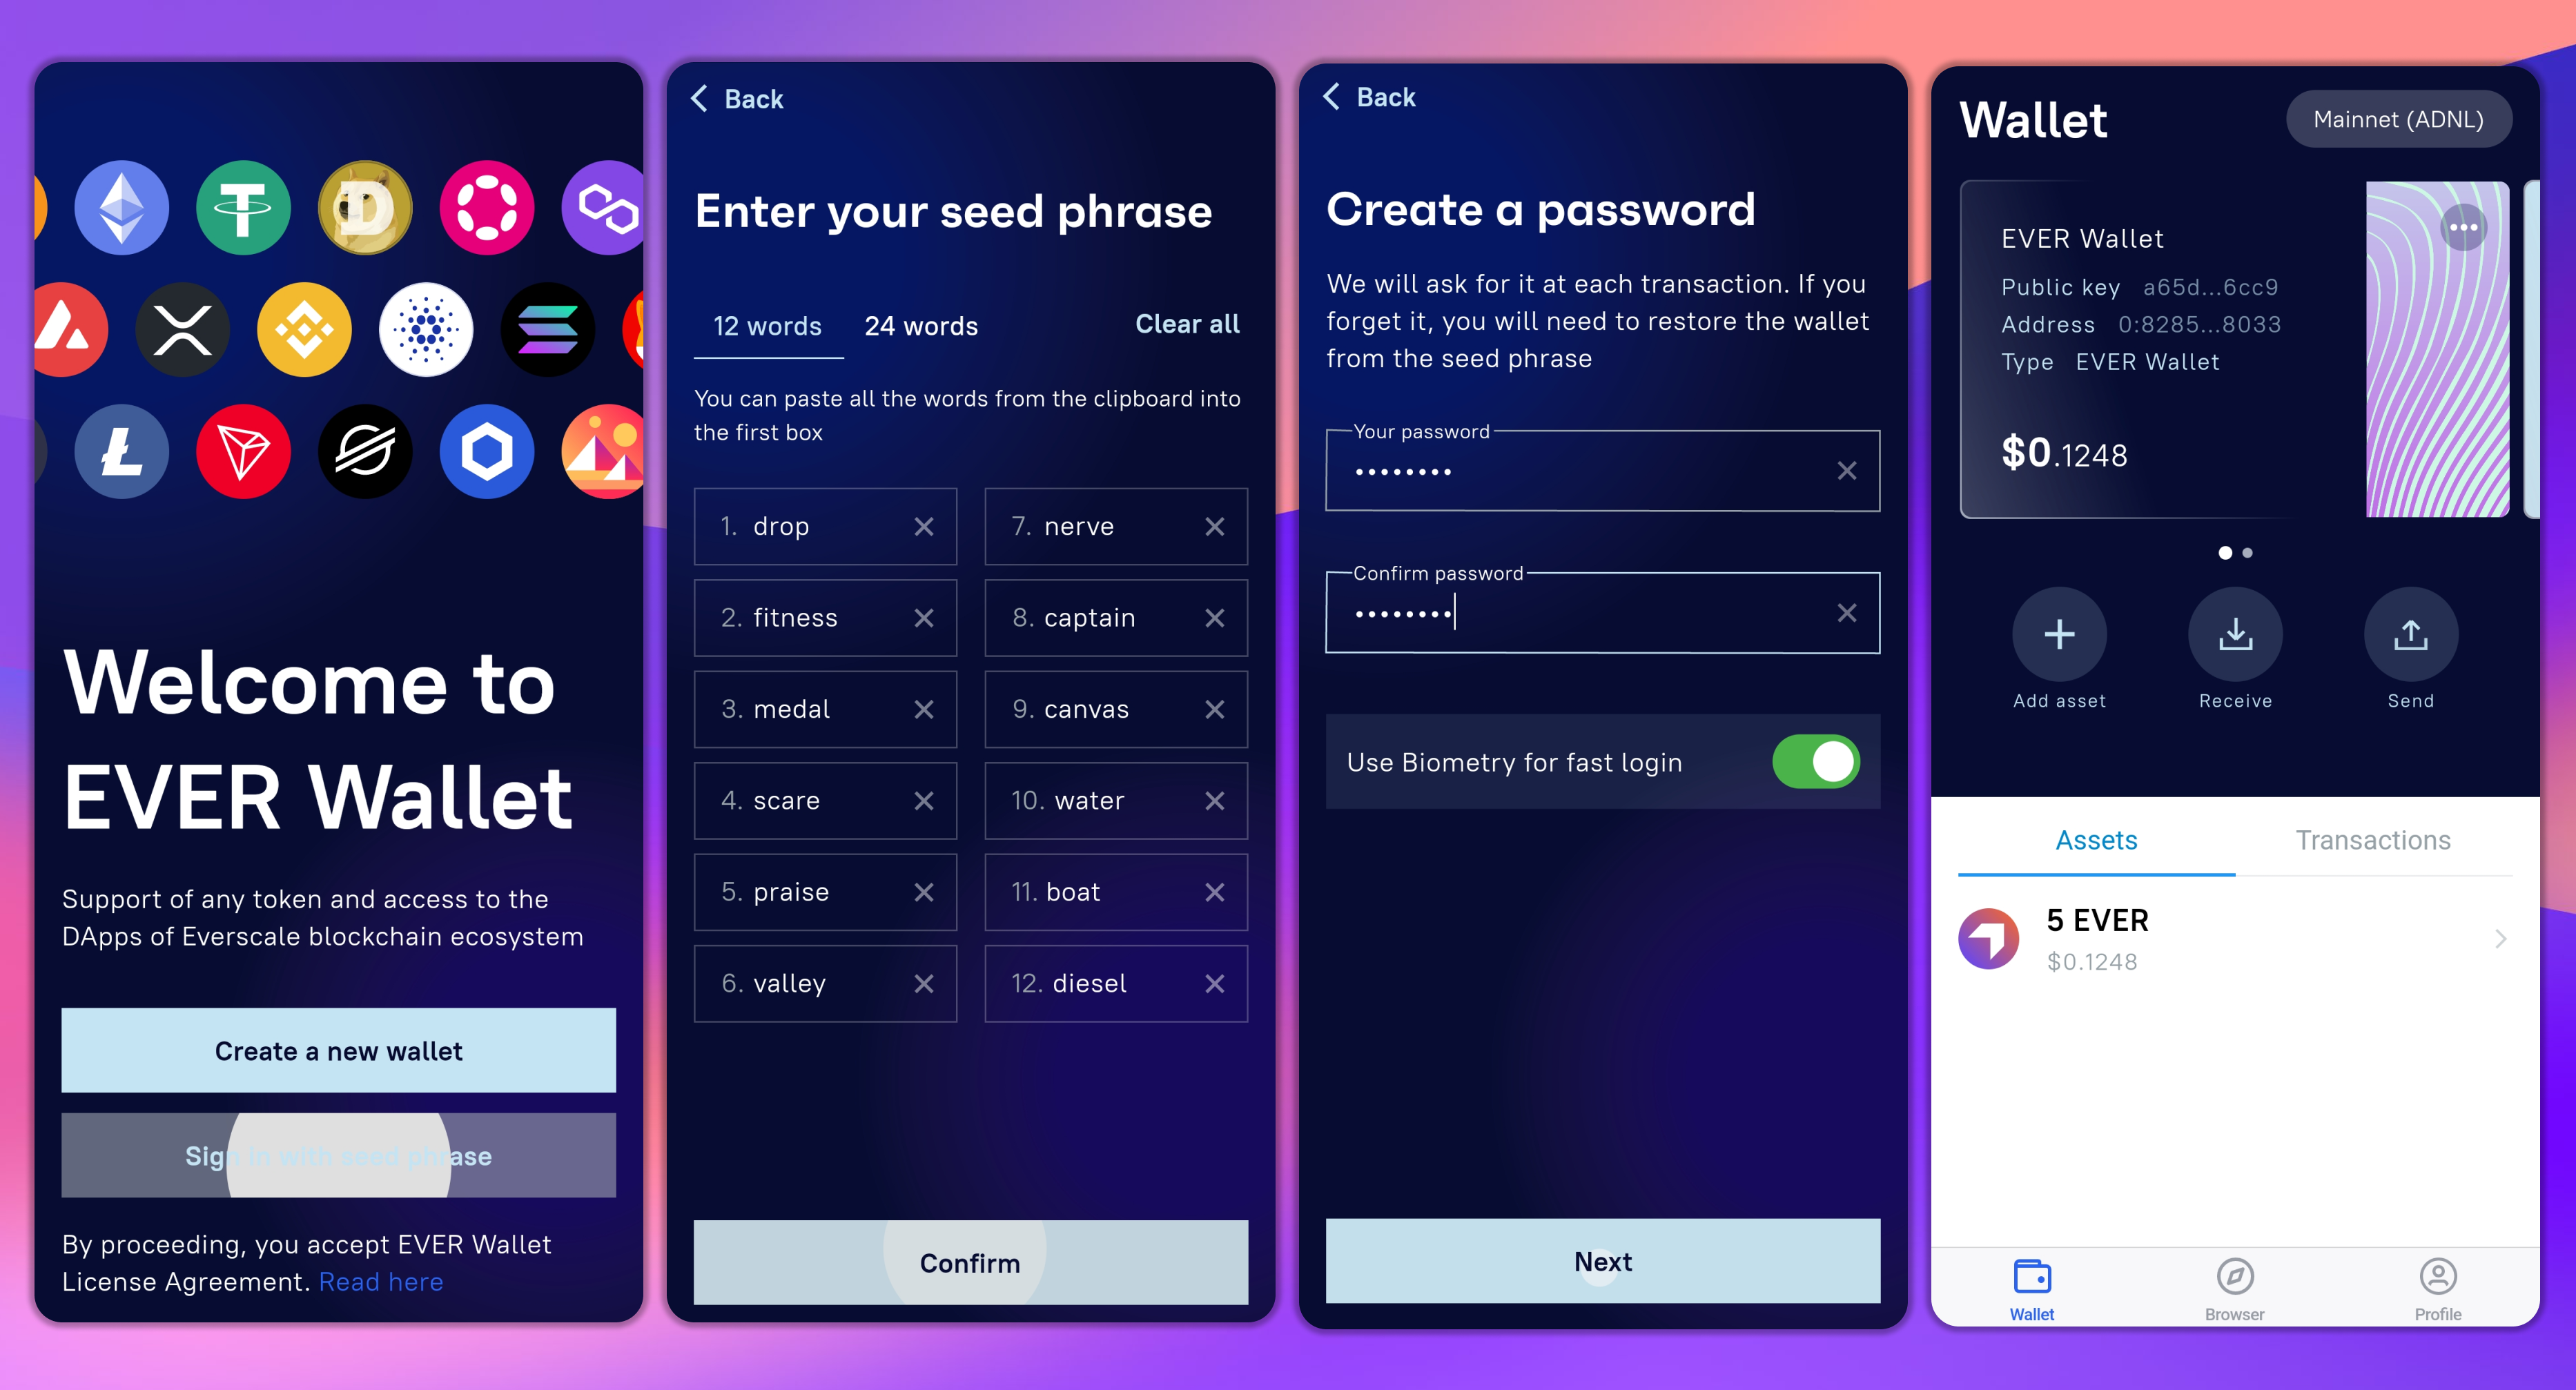 Welcome to
EVER Wallet
Support of any token and access to the
DApps of Everscale blockchain ecosystem
Create a new wallet
Sign in with seed phrase
By proceeding, you accept EVER Wallet
License Agreement. Read here
Back
Enter your seed phrase
12 words
24 words
Clear all
You can paste all the words from the clipboard into
the first box
1. drop
2. fitness
3. medal
4. scare
5. praise
6. valley
7. nerve
8. captain
9. canvas
10. water
11. boat
12. diesel
Confirm
Back
Create a password
We will ask for it at each transaction. If you
forget it, you will need to restore the wallet
from the seed phrase
Your password
Confirm password
Use Biometry for fast login
Next
Wallet
Mainnet (ADNL)
EVER Wallet
Public key a65d...6cc9
Address 0:8285...8033
Type EVER Wallet
$0.1248
Add asset
Receive
Send
Assets
Transactions
5 EVER
$0.1248
Wallet
Browser
Profile